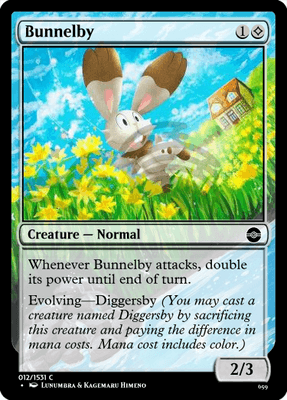 Bunnelby 1
Creature — Normal
Whenever Bunnelby attacks, double
its power until end of turn.
Evolving—Diggersby (You may cast a
creature named Diggersby by sacrificing
this creature and paying the difference in
mana costs. Mana cost includes color.)
2/3
012/1531 C
• Lunumbra & Kagemaru Himeno
959